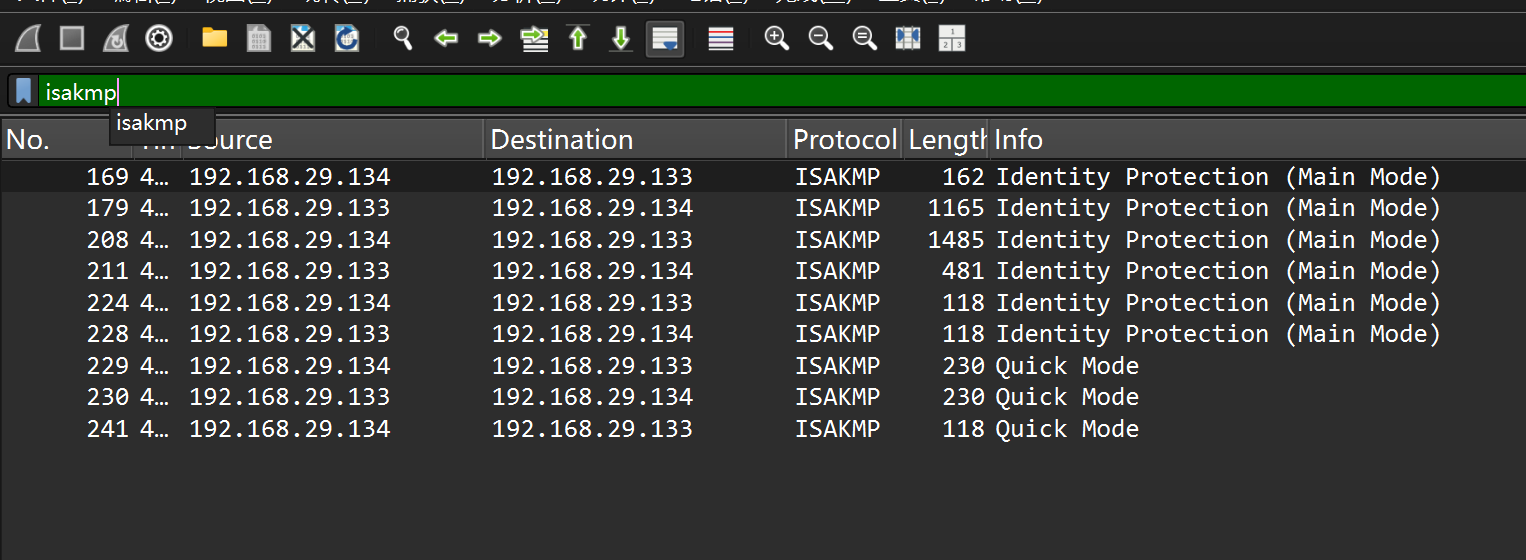 isakmp
isakmp
No. Source Destination Protocol Length Info
169 4… 192.168.29.134 192.168.29.133 ISAKMP 162 Identity Protection (Main Mode)
179 4… 192.168.29.133 192.168.29.134 ISAKMP 1165 Identity Protection (Main Mode)
208 4… 192.168.29.134 192.168.29.133 ISAKMP 1485 Identity Protection (Main Mode)
211 4… 192.168.29.133 192.168.29.134 ISAKMP 481 Identity Protection (Main Mode)
224 4… 192.168.29.134 192.168.29.133 ISAKMP 118 Identity Protection (Main Mode)
228 4… 192.168.29.133 192.168.29.134 ISAKMP 118 Identity Protection (Main Mode)
229 4… 192.168.29.134 192.168.29.133 ISAKMP 230 Quick Mode
230 4… 192.168.29.133 192.168.29.134 ISAKMP 230 Quick Mode
241 4… 192.168.29.134 192.168.29.133 ISAKMP 118 Quick Mode